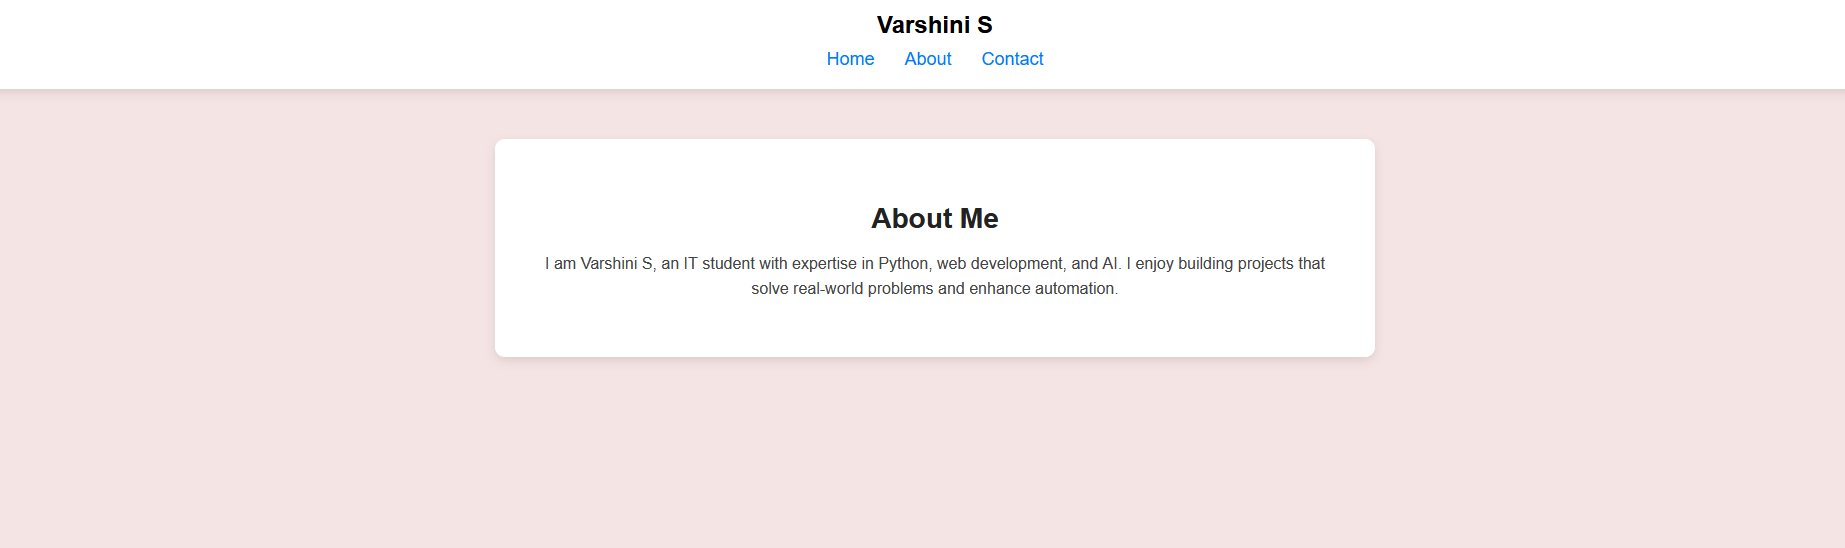 Varshini S
Home About Contact
About Me
I am Varshini S, an IT student with expertise in Python, web development, and AI. I enjoy building projects that
solve real-world problems and enhance automation.